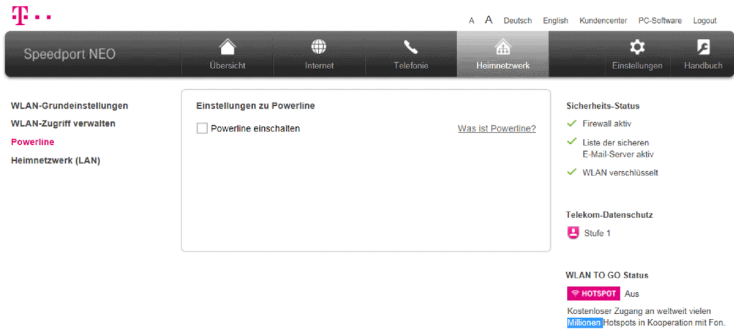 T
A A Deutsch English Kundencenter PC-Software Logout
Speedport NEO
Übersicht Internet Telefonie Heimnetzwerk Einstellungen Handbuch
WLAN-Grundeinstellungen
WLAN-Zugriff verwalten
Powerline
Heimnetzwerk (LAN)
Einstellungen zu Powerline
Powerline einschalten Was ist Powerline?
Sicherheits-Status
Firewall aktiv
Liste der sicheren
E-Mail-Server aktiv
WLAN verschlüsselt
Telekom-Datenschutz
Stufe 1
WLAN TO GO Status
HOTSPOT Aus
Kostenloser Zugang an weltweit vielen
Millionen Hotspots in Kooperation mit Fon.